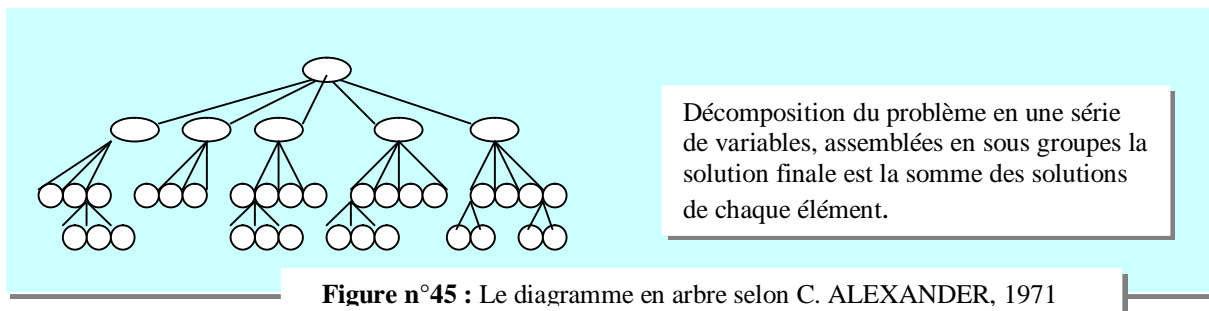 Décomposition du problème en une série
de variables, assemblées en sous groupes la
solution finale est la somme des solutions
de chaque élément.
Figure n°45 : Le diagramme en arbre selon C. ALEXANDER, 1971